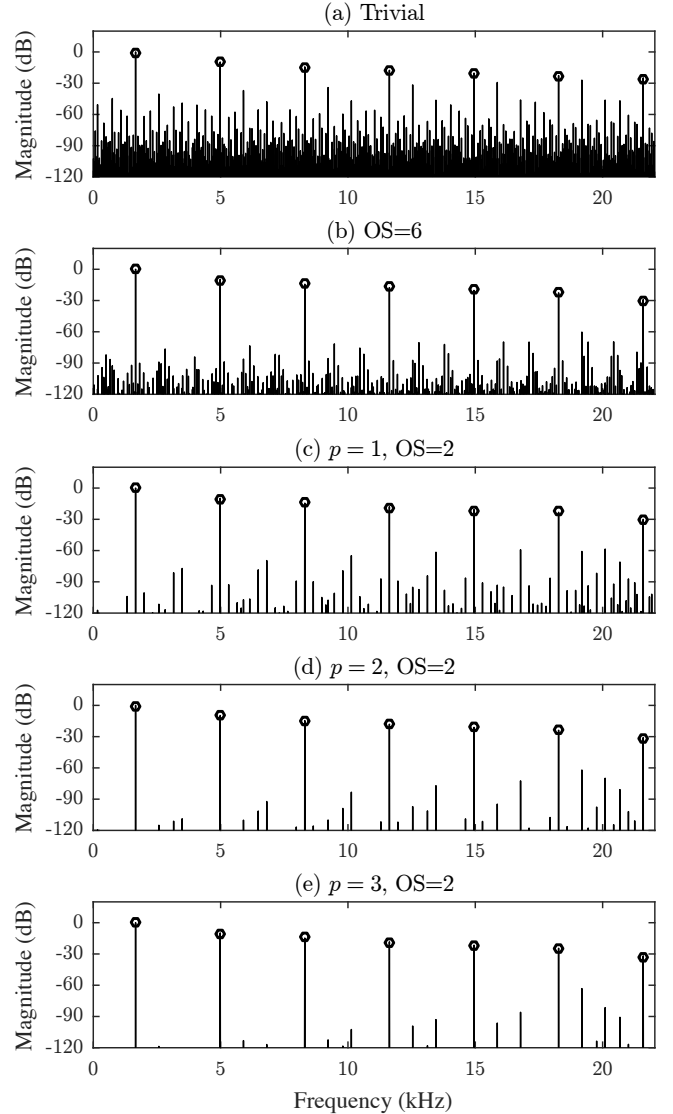 (a) Trivial
Magnitude (dB)
0
-30
-60
-90
-120
0 5 10 15 20
(b) OS=6
Magnitude (dB)
0
-30
-60
-90
-120
0 5 10 15 20
(c) p = 1, OS=2
Magnitude (dB)
0
-30
-60
-90
-120
0 5 10 15 20
(d) p = 2, OS=2
Magnitude (dB)
0
-30
-60
-90
-120
0 5 10 15 20
(e) p = 3, OS=2
Magnitude (dB)
0
-30
-60
-90
-120
0 5 10 15 20
Frequency (kHz)